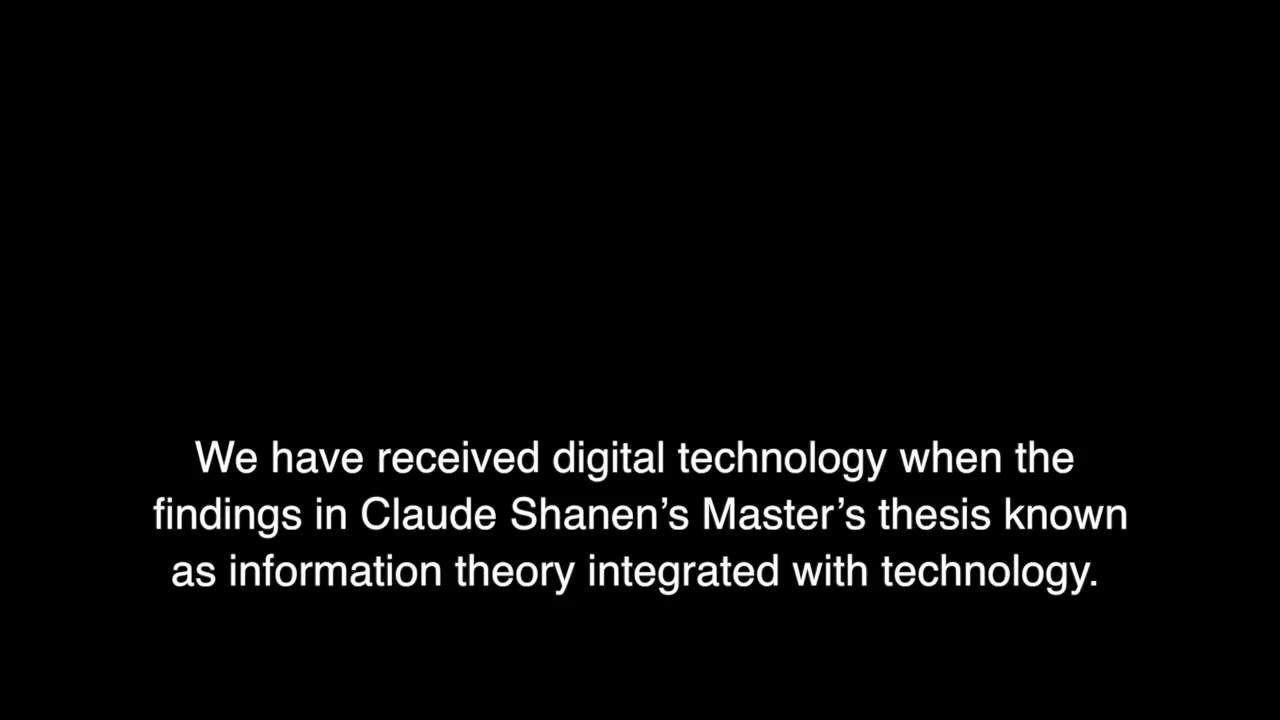 We have received digital technology when the
findings in Claude Shanen’s Master’s thesis known
as information theory integrated with technology.